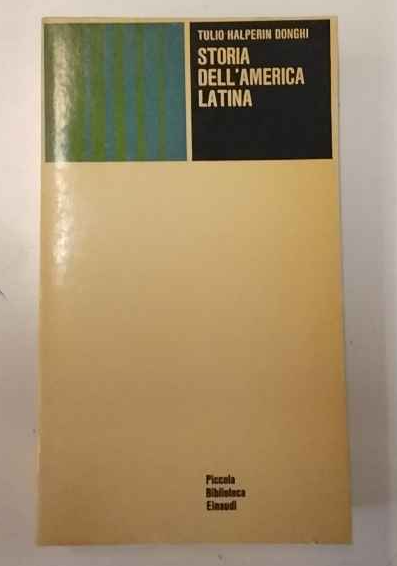 TULIO HALPERIN DONGHI
STORIA
DELL'AMERICA
LATINA
Piccola
Biblioteca
Einaudi